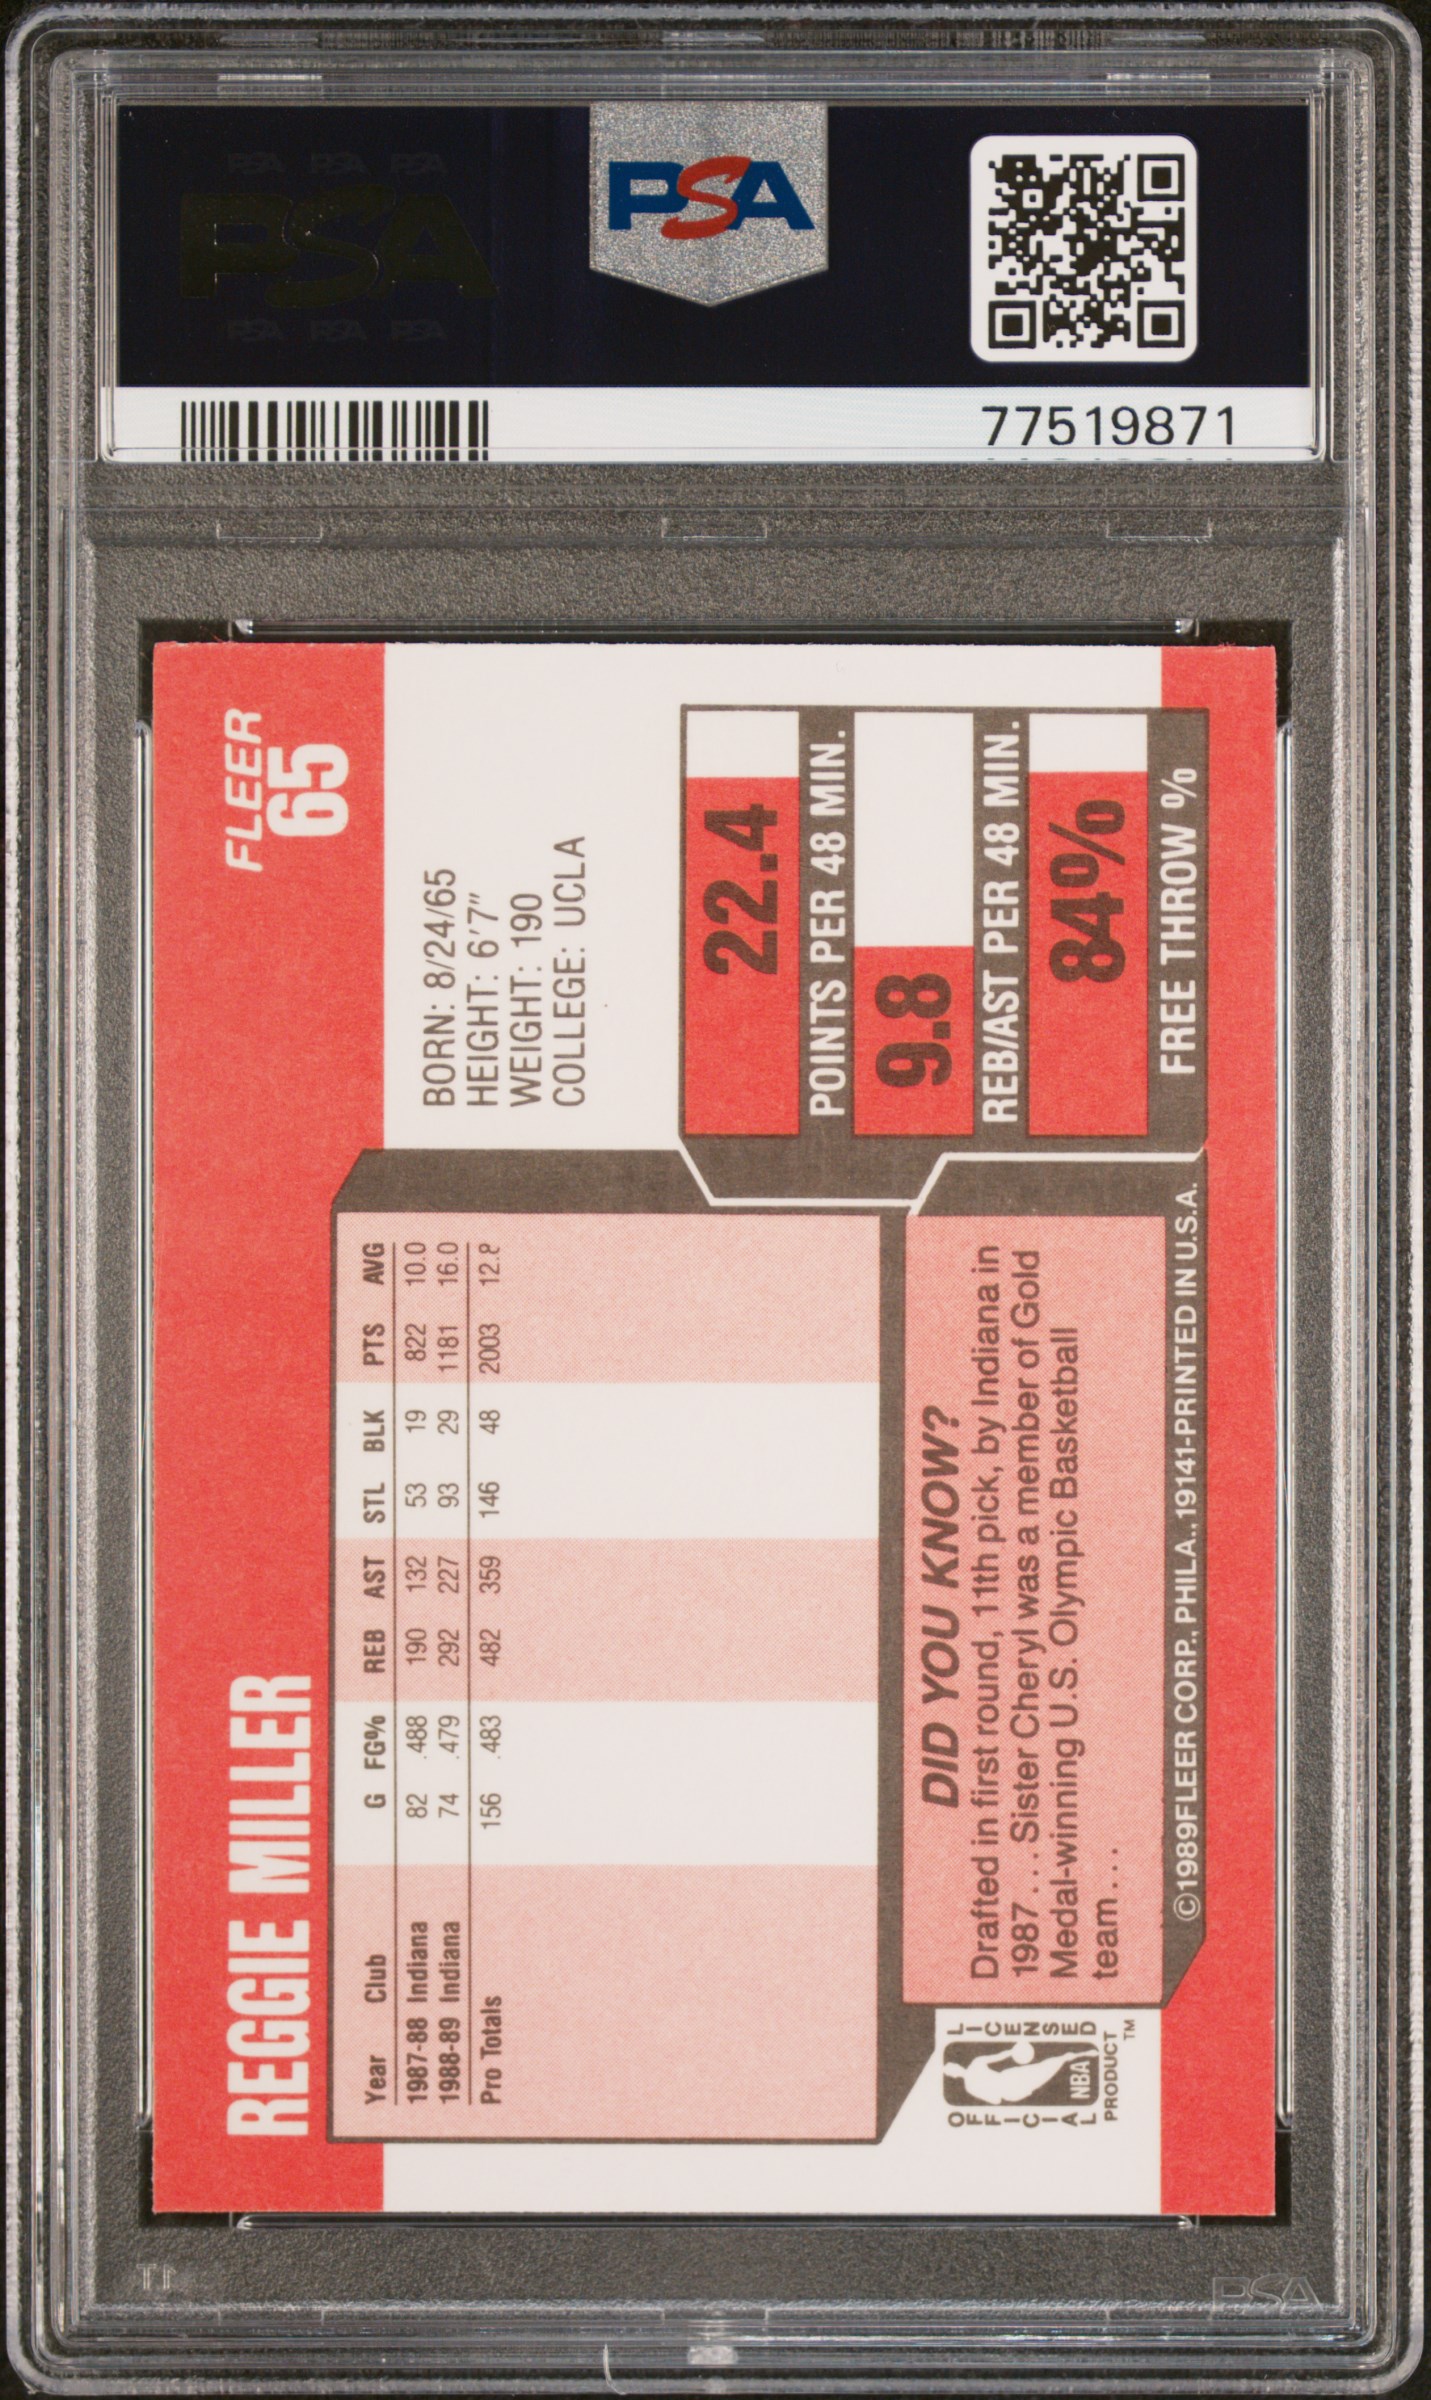 PSA PSA PSA
PSA
PSA PSA PSA
PSA
77519871
REGGIE MILLER
FLEER
65
Year Club G FG% REB AST STL BLK PTS AVG
1987-88 Indiana 82 .488 190 132 53 19 822 10.0
1988-89 Indiana 74 .479 292 227 93 29 1181 16.0
Pro Totals 156 .483 482 359 146 48 2003 12.8
BORN: 8/24/65
HEIGHT: 6'7"
WEIGHT: 190
COLLEGE: UCLA
22.4
POINTS PER 48 MIN.
9.8
REB/AST PER 48 MIN.
84%
FREE THROW %
DID YOU KNOW?
Drafted in first round, 11th pick, by Indiana in
1987 . . . Sister Cheryl was a member of Gold
Medal-winning U.S. Olympic Basketball
team . . .
OFFICIAL LICENSED
NBA
PRODUCT
TM
©1989FLEER CORP., PHILA.. 19141-PRINTED IN U.S.A.
PSA